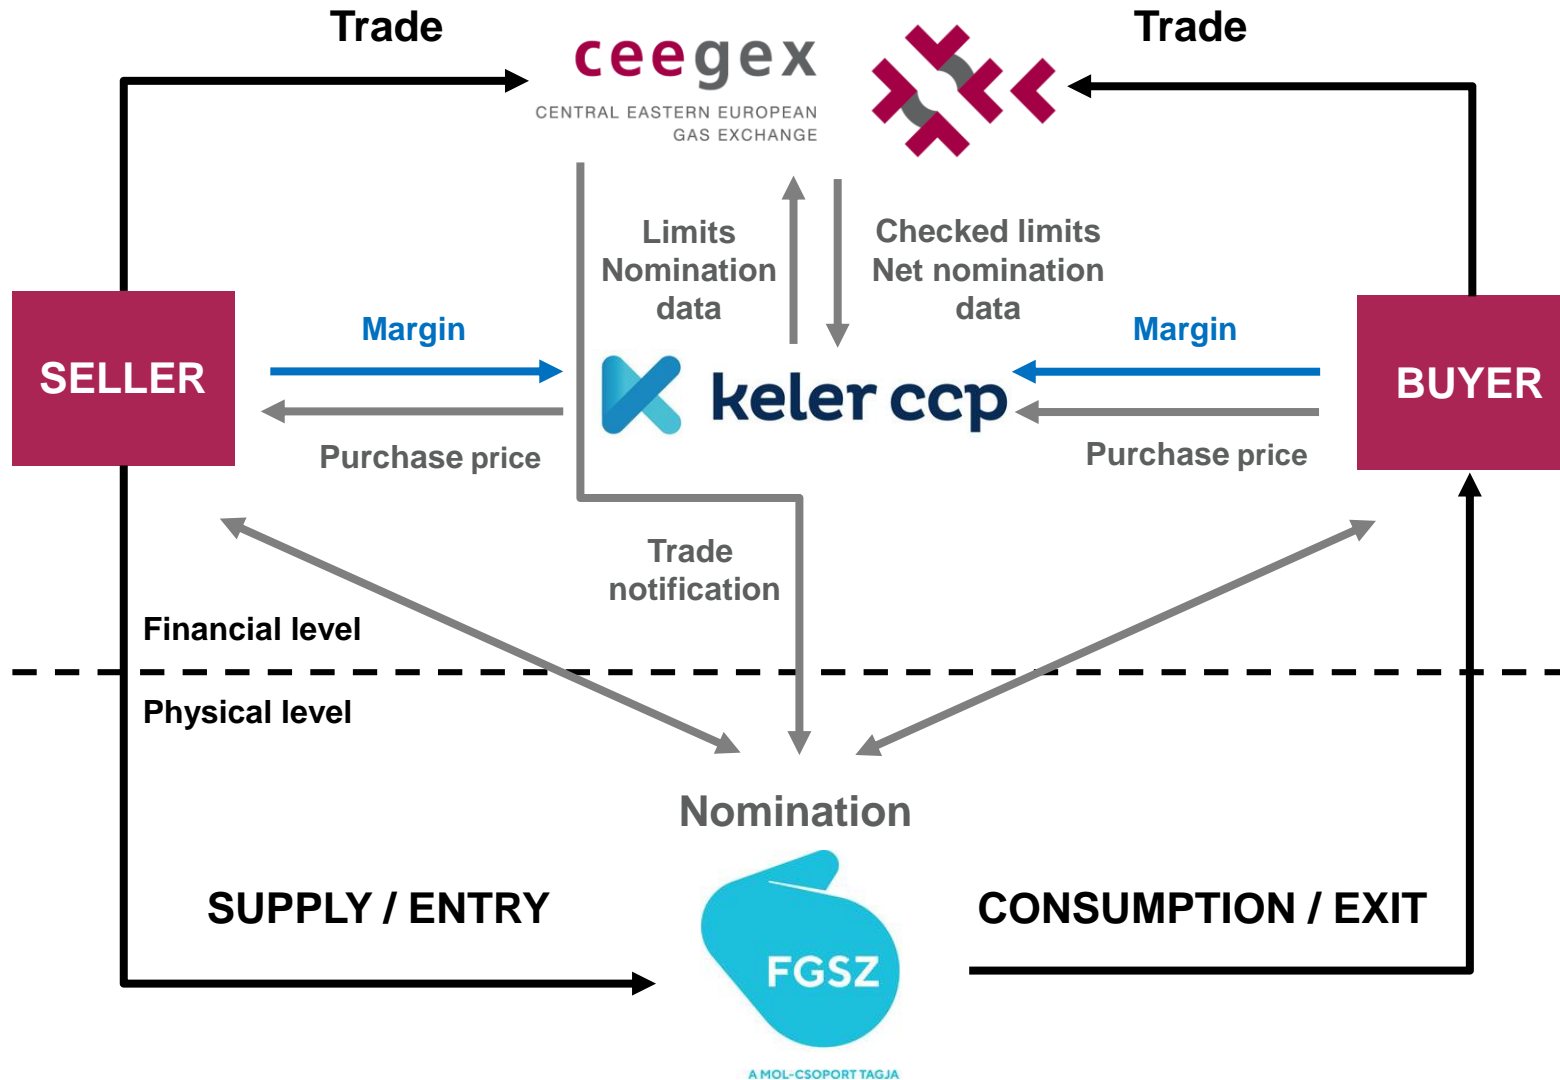 Trade
Trade
ceegex
CENTRAL EASTERN EUROPEAN
GAS EXCHANGE
Limits
Nomination
data
Checked limits
Net nomination
data
Margin
Margin
SELLER
keler ccp
BUYER
Purchase price
Purchase price
Trade
notification
Financial level
Physical level
Nomination
SUPPLY / ENTRY
CONSUMPTION / EXIT
FGSZ
A MOL-CSOPORT TAGJA